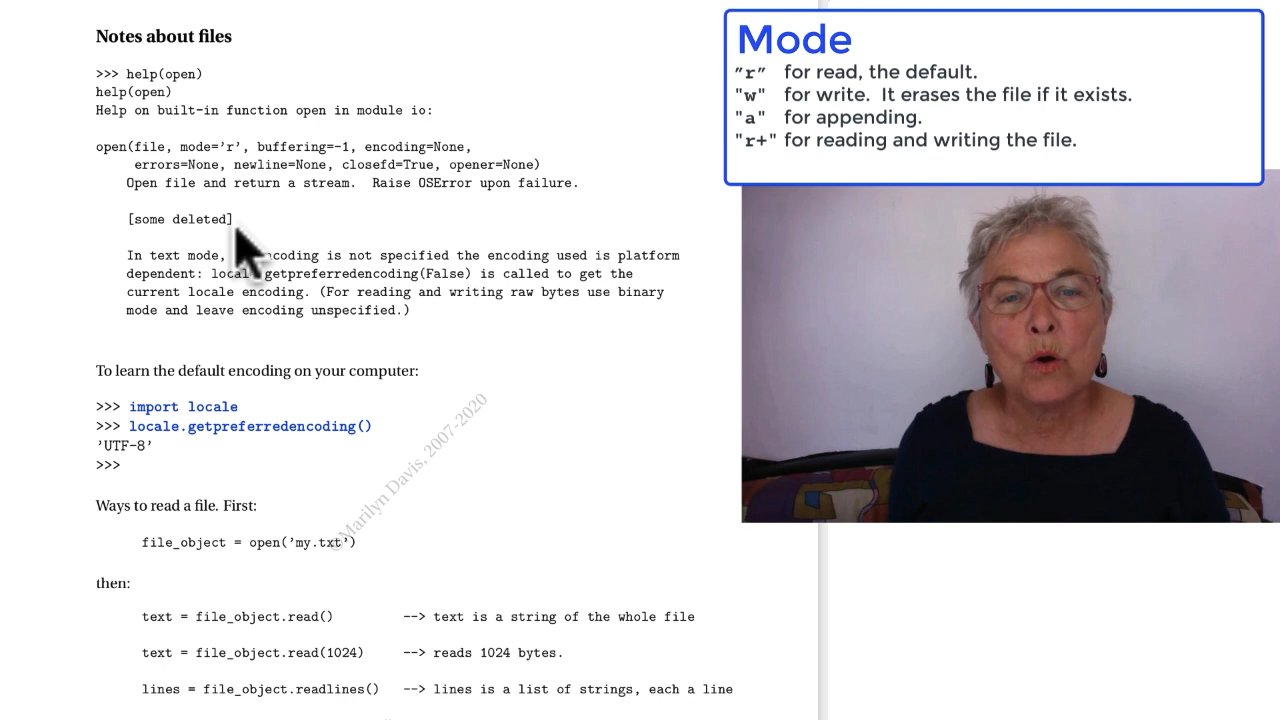 Notes about files
>>> help(open)
help(open)
Help on built-in function open in module io:
open(file, mode='r', buffering=-1, encoding=None,
errors=None, newline=None, closefd=True, opener=None)
Open file and return a stream.  Raise OSError upon failure.
[some deleted]
In text mode, coding is not specified the encoding used is platform
dependent: local getpreferredencoding(False) is called to get the
current locale encoding. (For reading and writing raw bytes use binary
mode and leave encoding unspecified.)
To learn the default encoding on your computer:
>>> import locale
>>> locale.getpreferredencoding()
'UTF-8'
>>>
Ways to read a file. First:
file_object = open('my.txt')
then:
text = file_object.read() --> text is a string of the whole file
text = file_object.read(1024) --> reads 1024 bytes.
lines = file_object.readlines() --> lines is a list of strings, each a line
©Marilyn Davis, 2007-2020
Mode
"r" for read, the default.
"w" for write.  It erases the file if it exists.
"a" for appending.
"r+" for reading and writing the file.